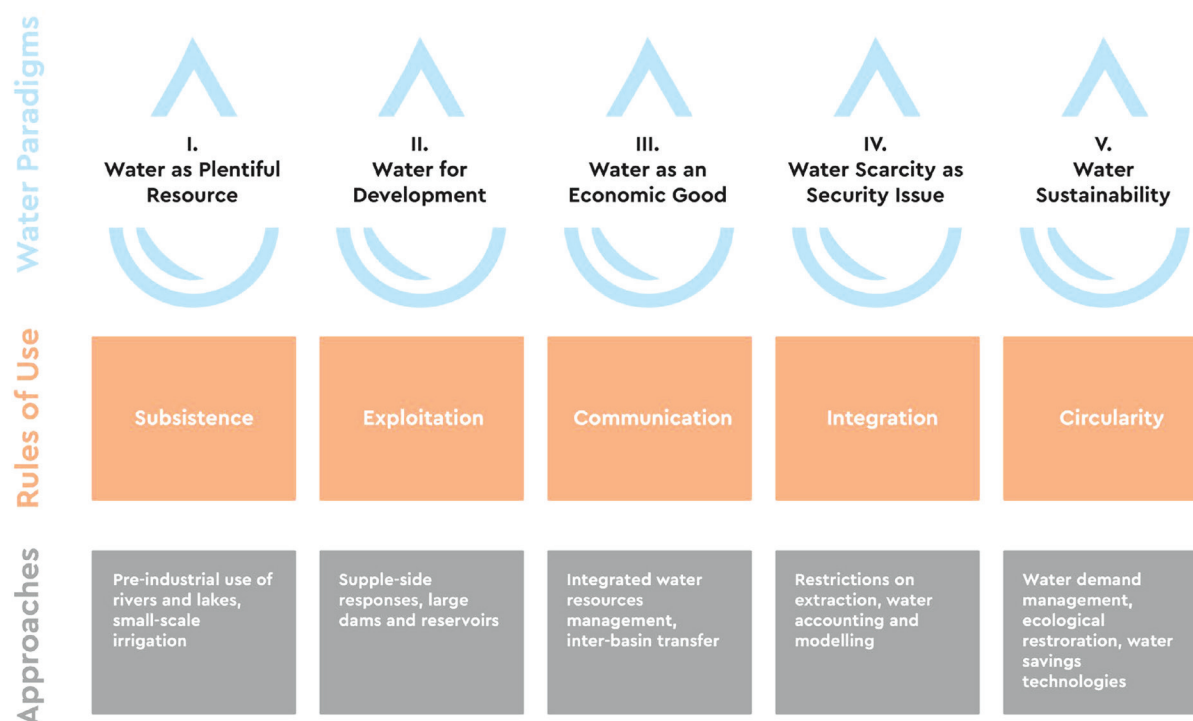 Water Paradigms
I.
Water as Plentiful
Resource
II.
Water for
Development
III.
Water as an
Economic Good
IV.
Water Scarcity as
Security Issue
V.
Water
Sustainability
Rules of Use
Subsistence
Exploitation
Communication
Integration
Circularity
Approaches
Pre-industrial use of
rivers and lakes,
small-scale
irrigation
Supple-side
responses, large
dams and reservoirs
Integrated water
resources
management,
inter-basin transfer
Restrictions on
extraction, water
accounting and
modelling
Water demand
management,
ecological
restroration, water
savings
technologies